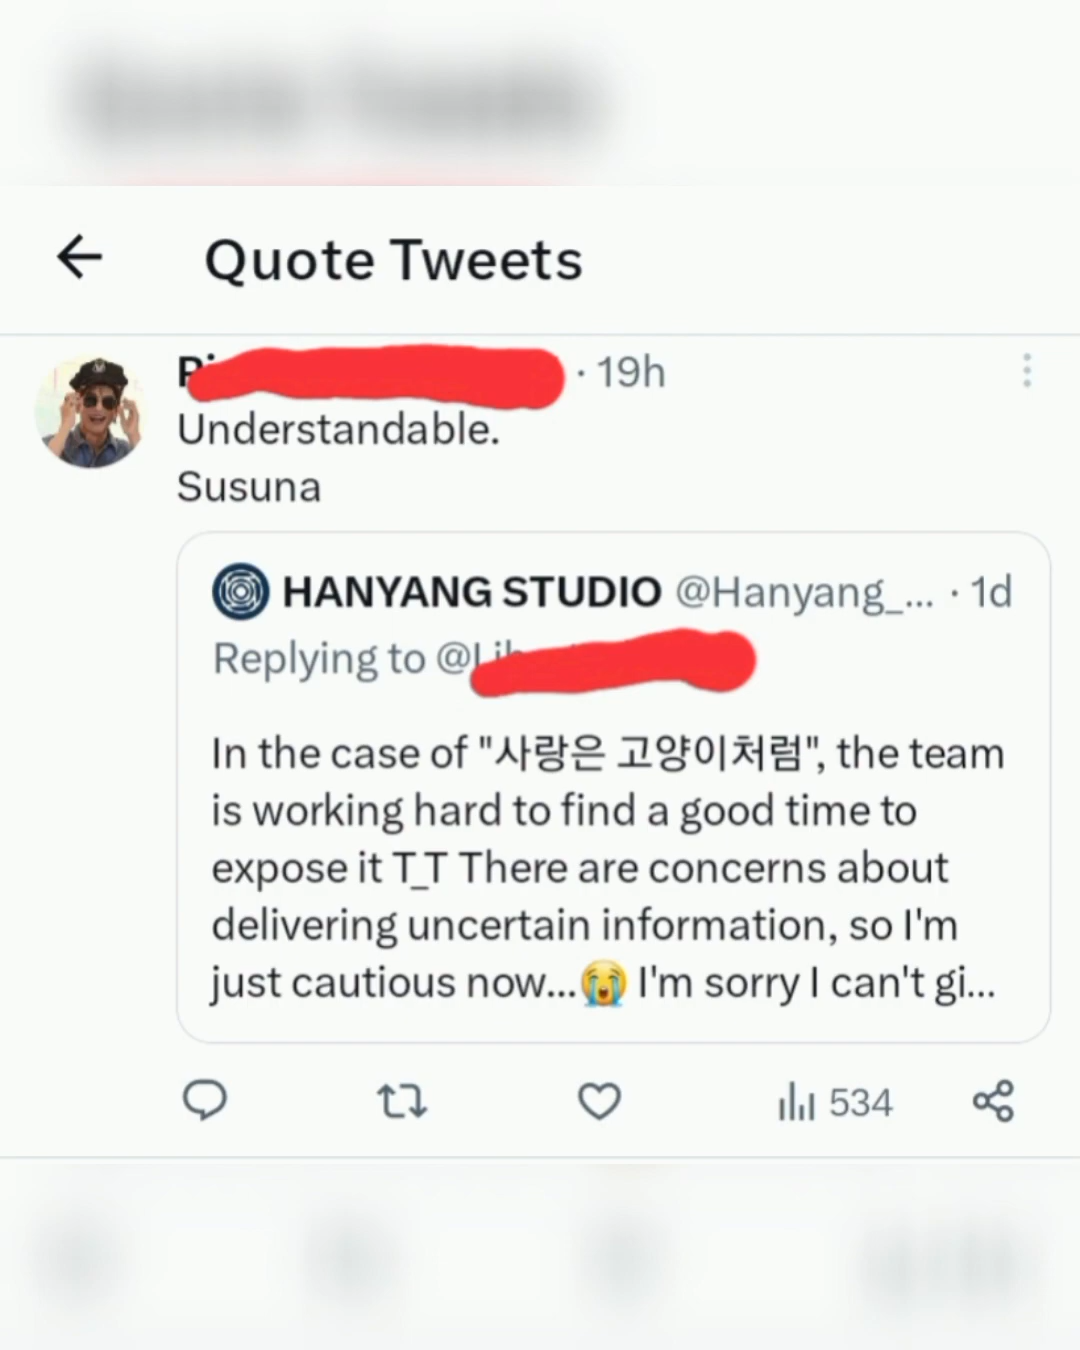 Quote Tweets
· 19h
Understandable.
Susuna
HANYANG STUDIO @Hanyang_... · 1d
Replying to
In the case of "사랑은 고양이처럼", the team
is working hard to find a good time to
expose it T_T There are concerns about
delivering uncertain information, so I'm
just cautious now...😭 I'm sorry I can't gi...
534